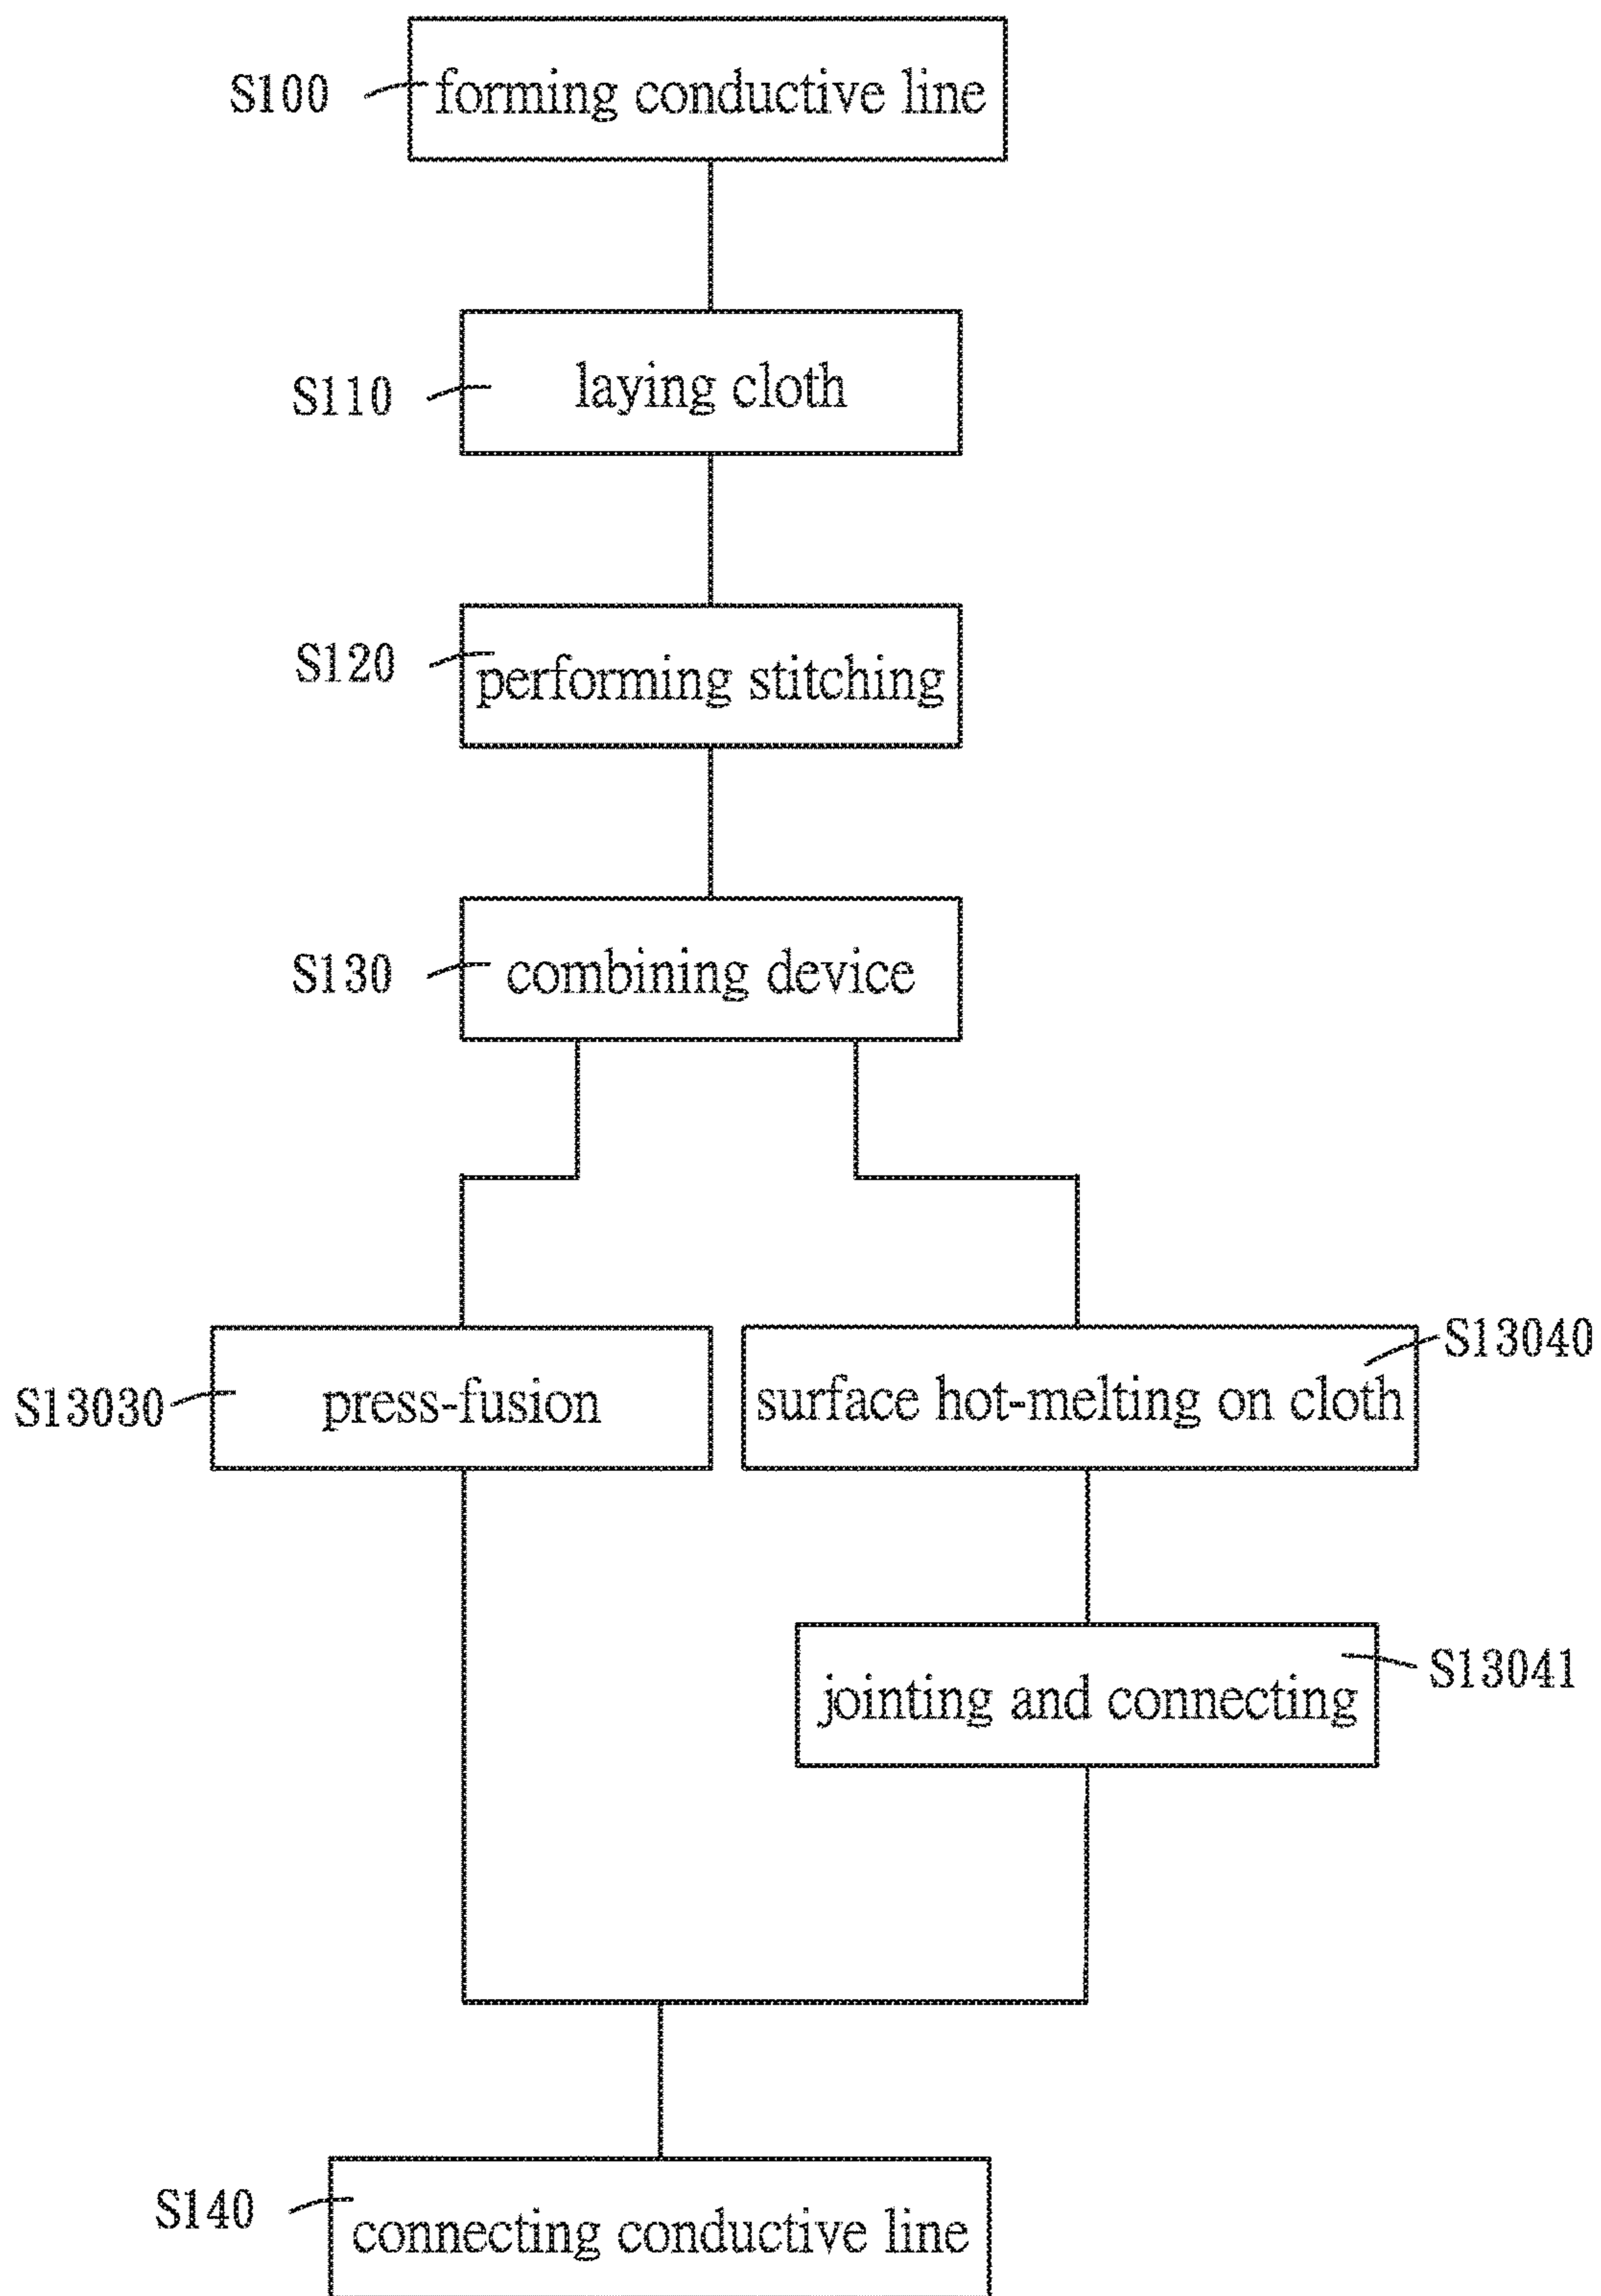 S100
forming conductive line
S110
laying cloth
S120
performing stitching
S130
combining device
S13030
press-fusion
S13040
surface hot-melting on cloth
S13041
jointing and connecting
S140
connecting conductive line